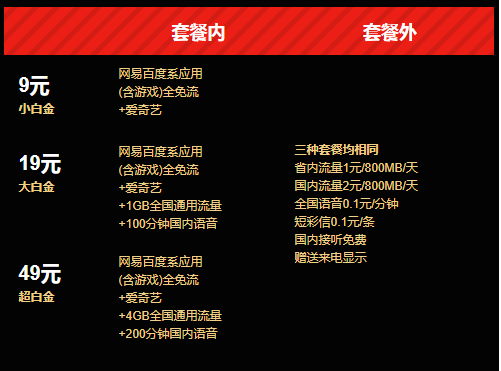 套餐内
套餐外
9元
小白金
网易百度系应用
(含游戏)全免流
+爱奇艺
19元
大白金
网易百度系应用
(含游戏)全免流
+爱奇艺
+1GB全国通用流量
+100分钟国内语音
49元
超白金
网易百度系应用
(含游戏)全免流
+爱奇艺
+4GB全国通用流量
+200分钟国内语音
三种套餐均相同
省内流量1元/800MB/天
国内流量2元/800MB/天
全国语音0.1元/分钟
短彩信0.1元/条
国内接听免费
赠送来电显示